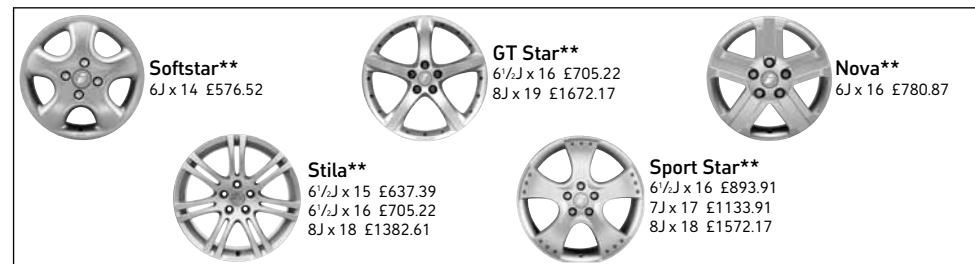 Softstar**
6J x 14 £576.52
GT Star**
6½J x 16 £705.22
8J x 19 £1672.17
Nova**
6J x 16 £780.87
Stila**
6½J x 15 £637.39
6½J x 16 £705.22
8J x 18 £1382.61
Sport Star**
6½J x 16 £893.91
7J x 17 £1133.91
8J x 18 £1572.17